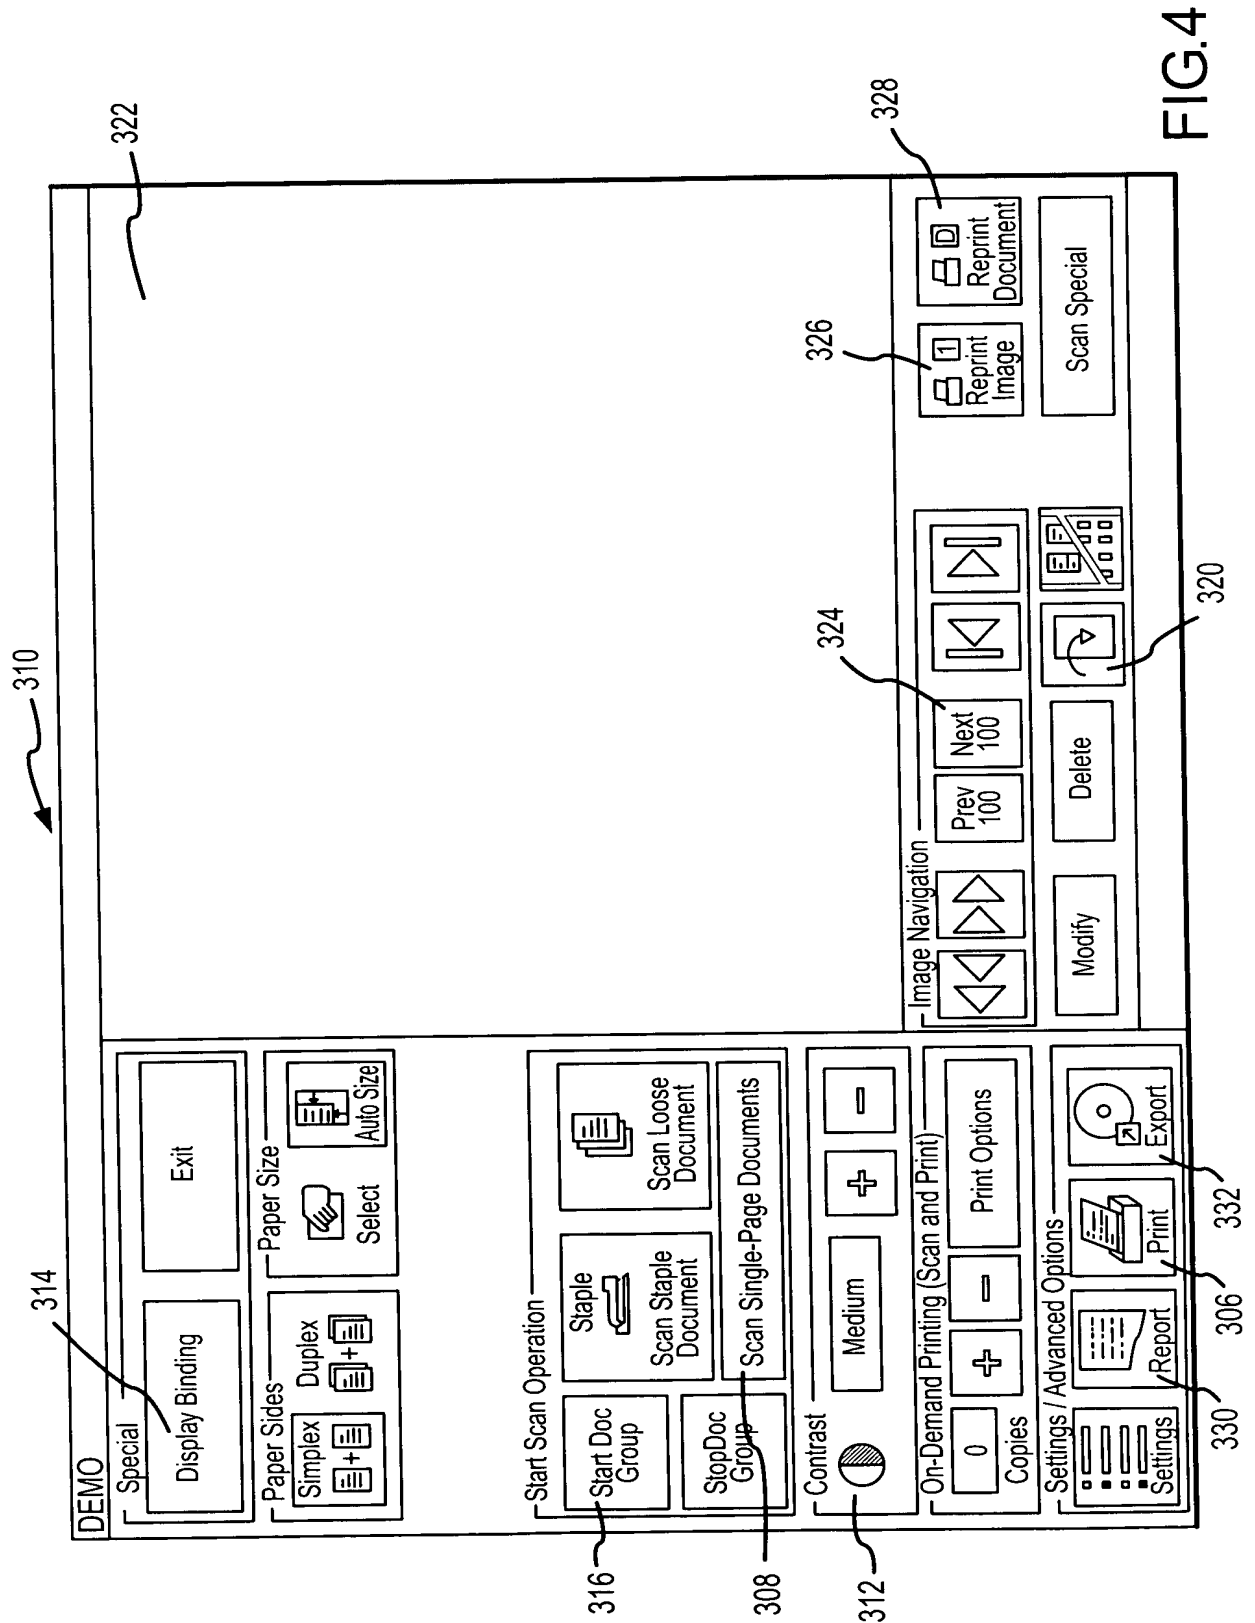 FIG.4
310
322
DEMO
Special
314
Display Binding
Exit
Paper Sides
Simplex
Duplex
Paper Size
Select
Auto Size
Start Scan Operation
316
Start Doc
Group
Staple
Scan Staple
Document
Scan Loose
Document
StopDoc
Group
308
Scan Single-Page Documents
Contrast
312
Medium
+
−
On-Demand Printing (Scan and Print)
0
Copies
+
−
Print Options
Settings / Advanced Options
Settings
Report
330
Print
306
Export
332
Image Navigation
Prev
100
Next
100
324
326
1
Reprint
Image
328
D
Reprint
Document
Modify
Delete
320
Scan Special